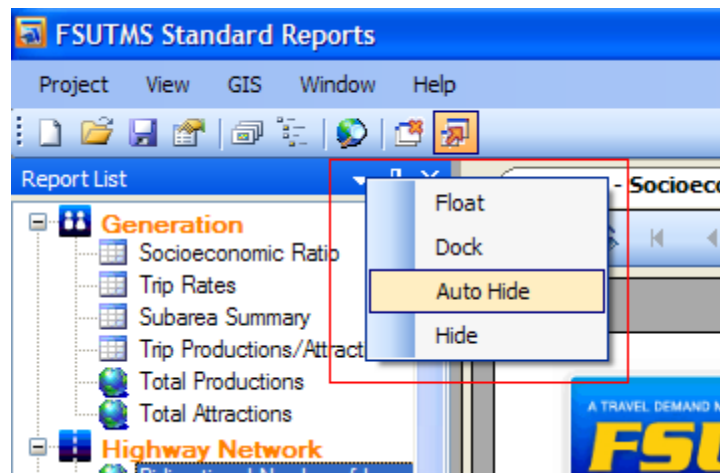 FSUTMS Standard Reports
Project View GIS Window Help
Report List
Float
Dock
Auto Hide
Hide
- Socioec
Generation
Socioeconomic Ratio
Trip Rates
Subarea Summary
Trip Productions/Attract
Total Productions
Total Attractions
Highway Network
A TRAVEL DEMAND
FSU